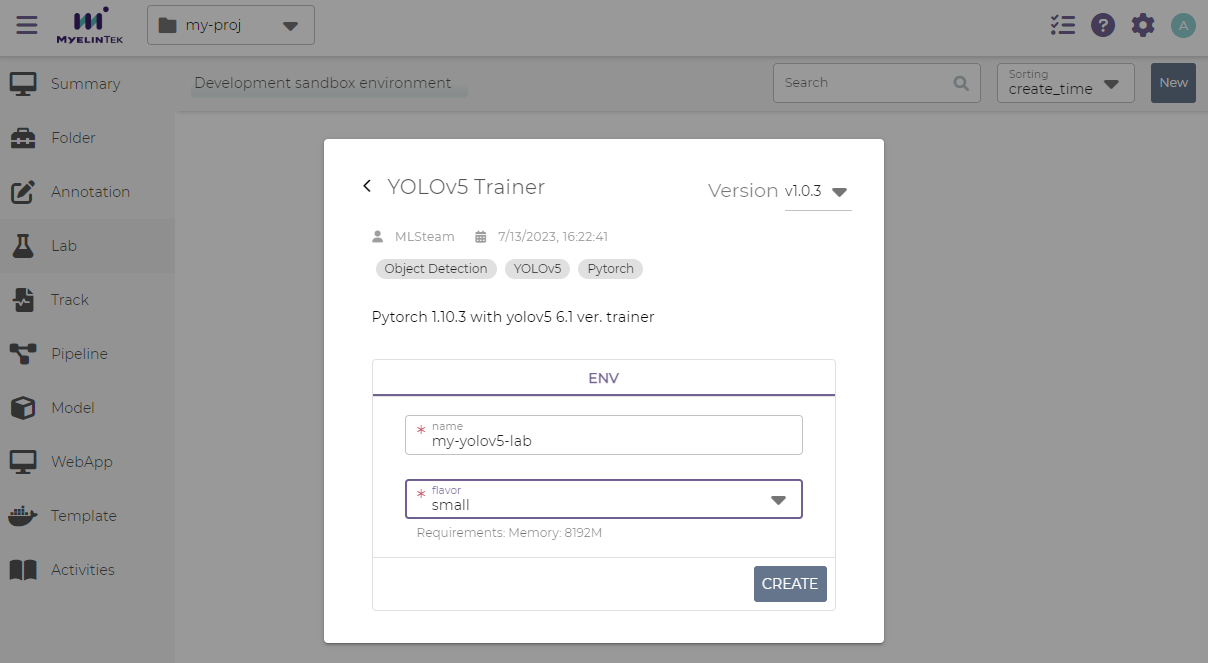 MYELINTEK
my-proj
A
Summary
Folder
Annotation
Lab
Track
Pipeline
Model
WebApp
Template
Activities
Development sandbox environment
Search
Sorting
create_time
New
YOLOv5 Trainer
Version v1.0.3
MLSteam 7/13/2023, 16:22:41
Object Detection YOLOv5 Pytorch
Pytorch 1.10.3 with yolov5 6.1 ver. trainer
ENV
* name
my-yolov5-lab
* flavor
small
Requirements: Memory: 8192M
CREATE